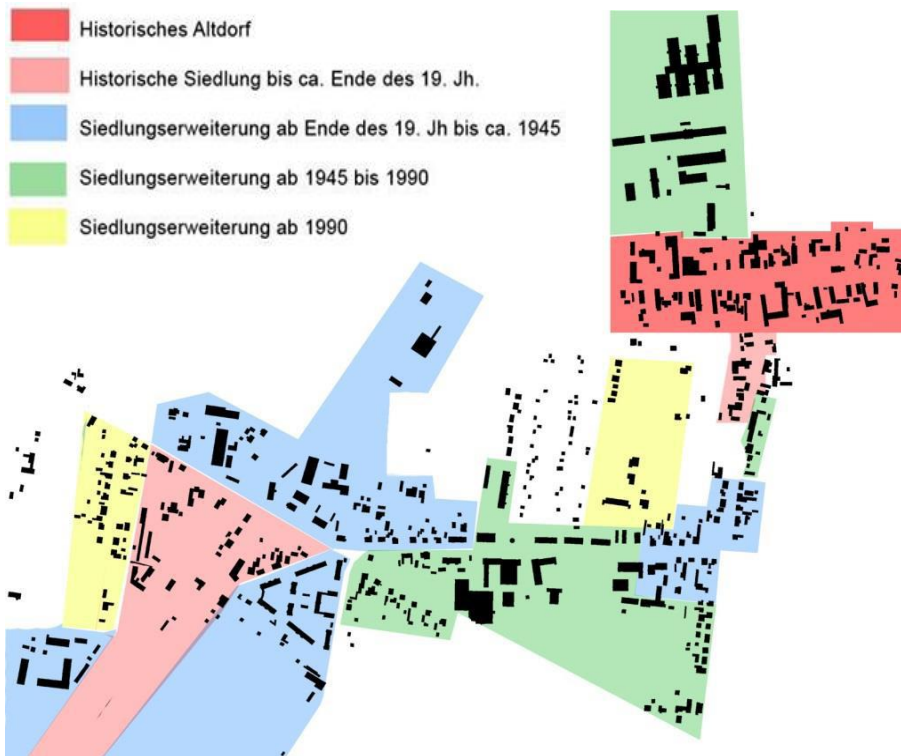 Historisches Altdorf
Historische Siedlung bis ca. Ende des 19. Jh.
Siedlungserweiterung ab Ende des 19. Jh bis ca. 1945
Siedlungserweiterung ab 1945 bis 1990
Siedlungserweiterung ab 1990